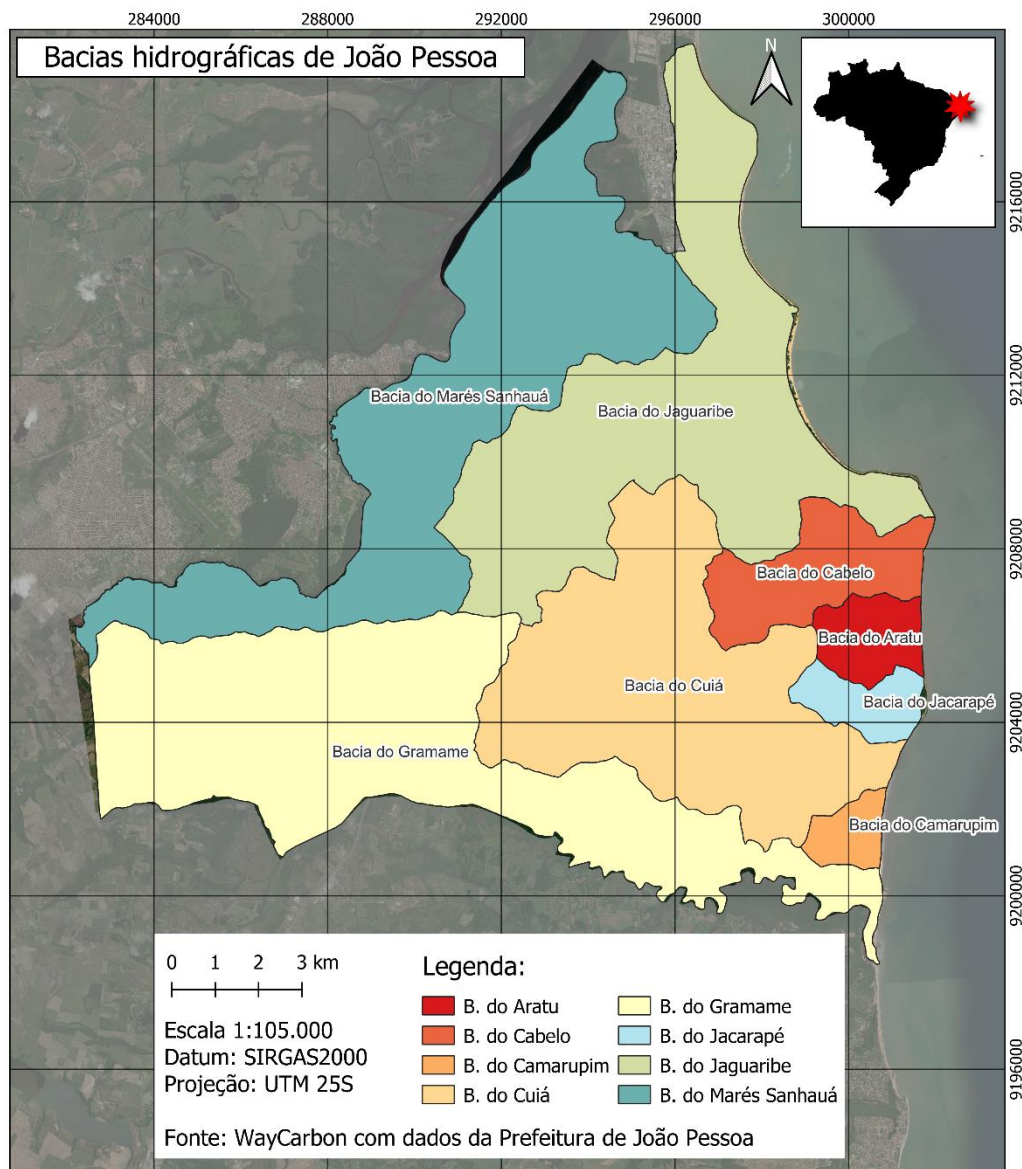 284000
288000
292000
296000
300000
Bacias hidrográficas de João Pessoa
N
9216000
9212000
9208000
9204000
9200000
9196000
Bacia do Marés Sanhauá
Bacia do Jaguaribe
Bacia do Cabelo
Bacia do Aratu
Bacia do Cuiá
Bacia do Jacarapé
Bacia do Gramame
Bacia do Camarupim
0 1 2 3 km
Escala 1:105.000
Datum: SIRGAS2000
Projeção: UTM 25S
Legenda:
B. do Aratu
B. do Cabelo
B. do Camarupim
B. do Cuiá
B. do Gramame
B. do Jacarapé
B. do Jaguaribe
B. do Marés Sanhauá
Fonte: WayCarbon com dados da Prefeitura de João Pessoa